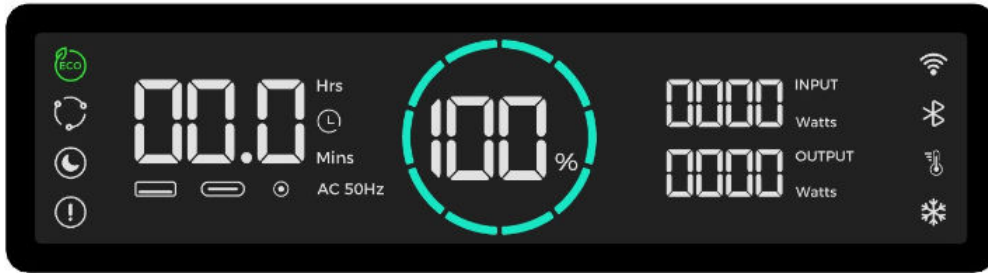 ECO
00.0
Hrs
Mins
AC 50Hz
100%
0000
INPUT
Watts
0000
OUTPUT
Watts